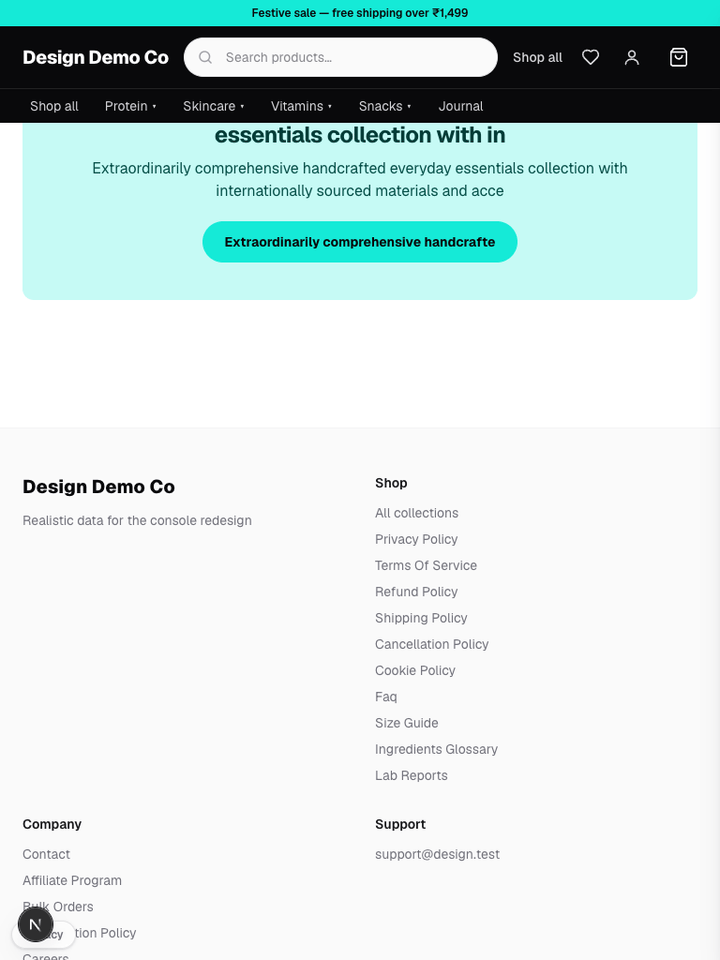 Festive sale — free shipping over ₹1,499
Design Demo Co
Search products...
Shop all
Shop all
Protein
Skincare
Vitamins
Snacks
Journal
essentials collection with in
Extraordinarily comprehensive handcrafted everyday essentials collection with
internationally sourced materials and acce
Extraordinarily comprehensive handcrafte
Design Demo Co
Realistic data for the console redesign
Shop
All collections
Privacy Policy
Terms Of Service
Refund Policy
Shipping Policy
Cancellation Policy
Cookie Policy
Faq
Size Guide
Ingredients Glossary
Lab Reports
Company
Contact
Affiliate Program
Bulk Orders
tion Policy
Careers
Support
support@design.test
N
cy